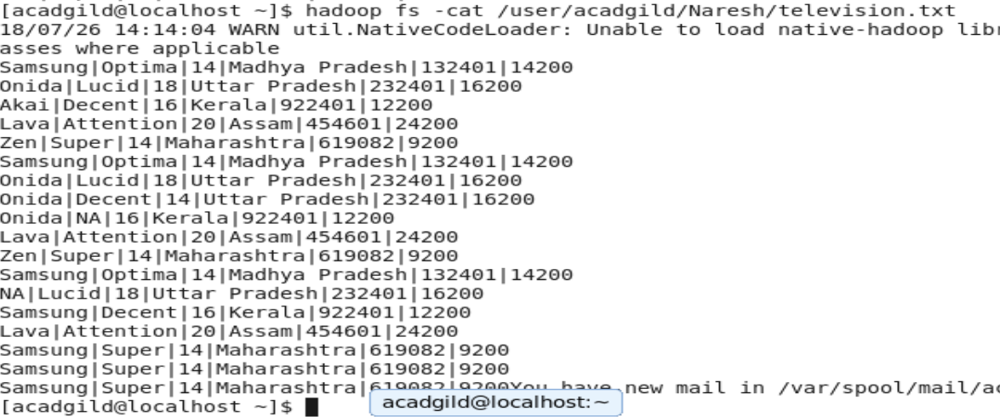 [acadgild@localhost ~]$ hadoop fs -cat /user/acadgild/Naresh/television.txt
18/07/26 14:14:04 WARN util.NativeCodeLoader: Unable to load native-hadoop
asses where applicable
Samsung|Optima|14|Madhya Pradesh|132401|14200
Onida|Lucid|18|Uttar Pradesh|232401|16200
Akai|Decent|16|Kerala|922401|12200
Lava|Attention|20|Assam|454601|24200
Zen|Super|14|Maharashtra|619082|9200
Samsung|Optima|14|Madhya Pradesh|132401|14200
Onida|Lucid|18|Uttar Pradesh|232401|16200
Onida|Decent|14|Uttar Pradesh|232401|16200
Onida|NA|16|Kerala|922401|12200
Lava|Attention|20|Assam|454601|24200
Zen|Super|14|Maharashtra|619082|9200
Samsung|Optima|14|Madhya Pradesh|132401|14200
NA|Lucid|18|Uttar Pradesh|232401|16200
Samsung|Decent|16|Kerala|922401|12200
Lava|Attention|20|Assam|454601|24200
Samsung|Super|14|Maharashtra|619082|9200
Samsung|Super|14|Maharashtra|619082|9200
Samsung|Super|14|Maharashtra|619082|9200You have new mail in /var/spool/mail/ac
[acadgild@localhost ~]$
acadgild@localhost:~